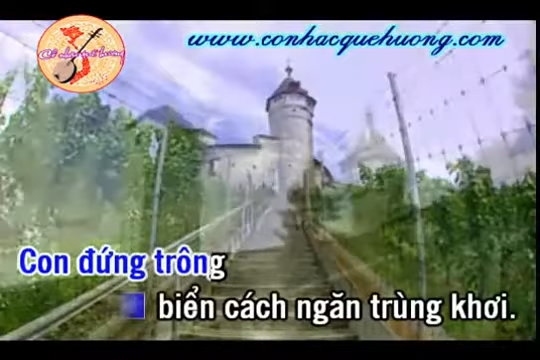 www.conhacquehuong.com
Con đứng trông
biển cách ngăn trùng khơi.